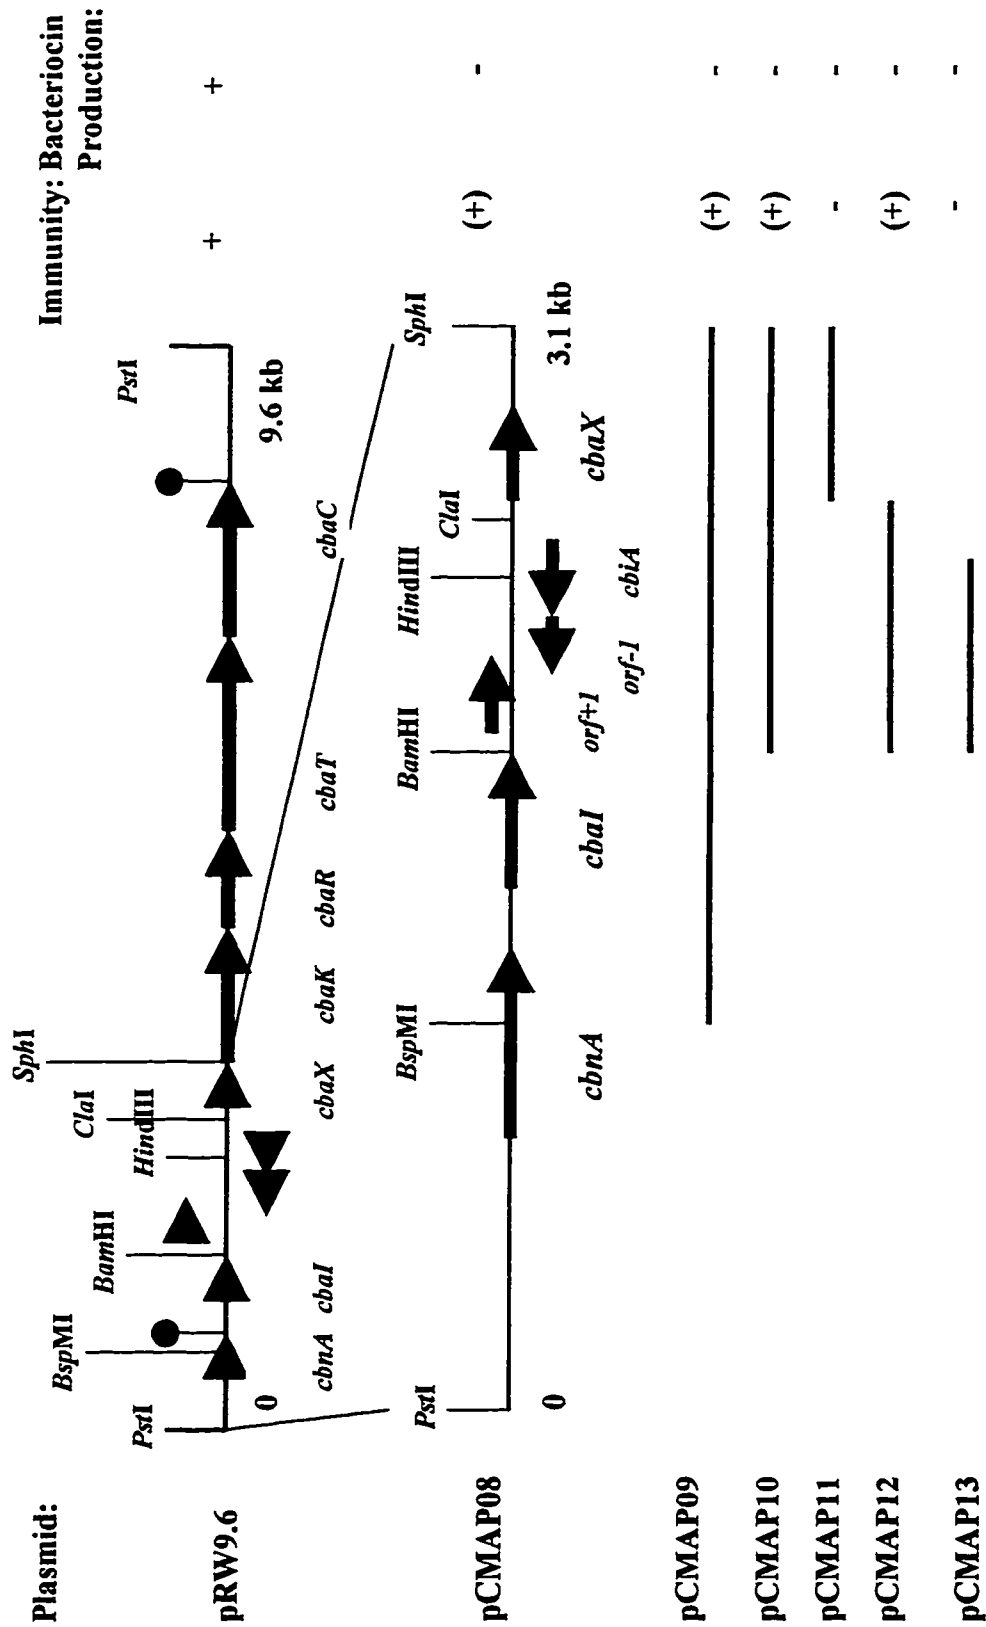 Plasmid:
Immunity: Bacteriocin
Production:
pRW9.6
PstI
BspMI
BamHI
HindIII
ClaI
SphI
PstI
+
+
0
9.6 kb
cbnA
cbaI
cbaX
cbaK
cbaR
cbaT
cbaC
pCMAP08
PstI
BspMI
BamHI
HindIII
ClaI
SphI
(+)
-
0
3.1 kb
cbnA
cbaI
orf+1
orf-1
cbiA
cbaX
pCMAP09
(+)
-
pCMAP10
(+)
-
pCMAP11
-
-
pCMAP12
(+)
-
pCMAP13
-
-